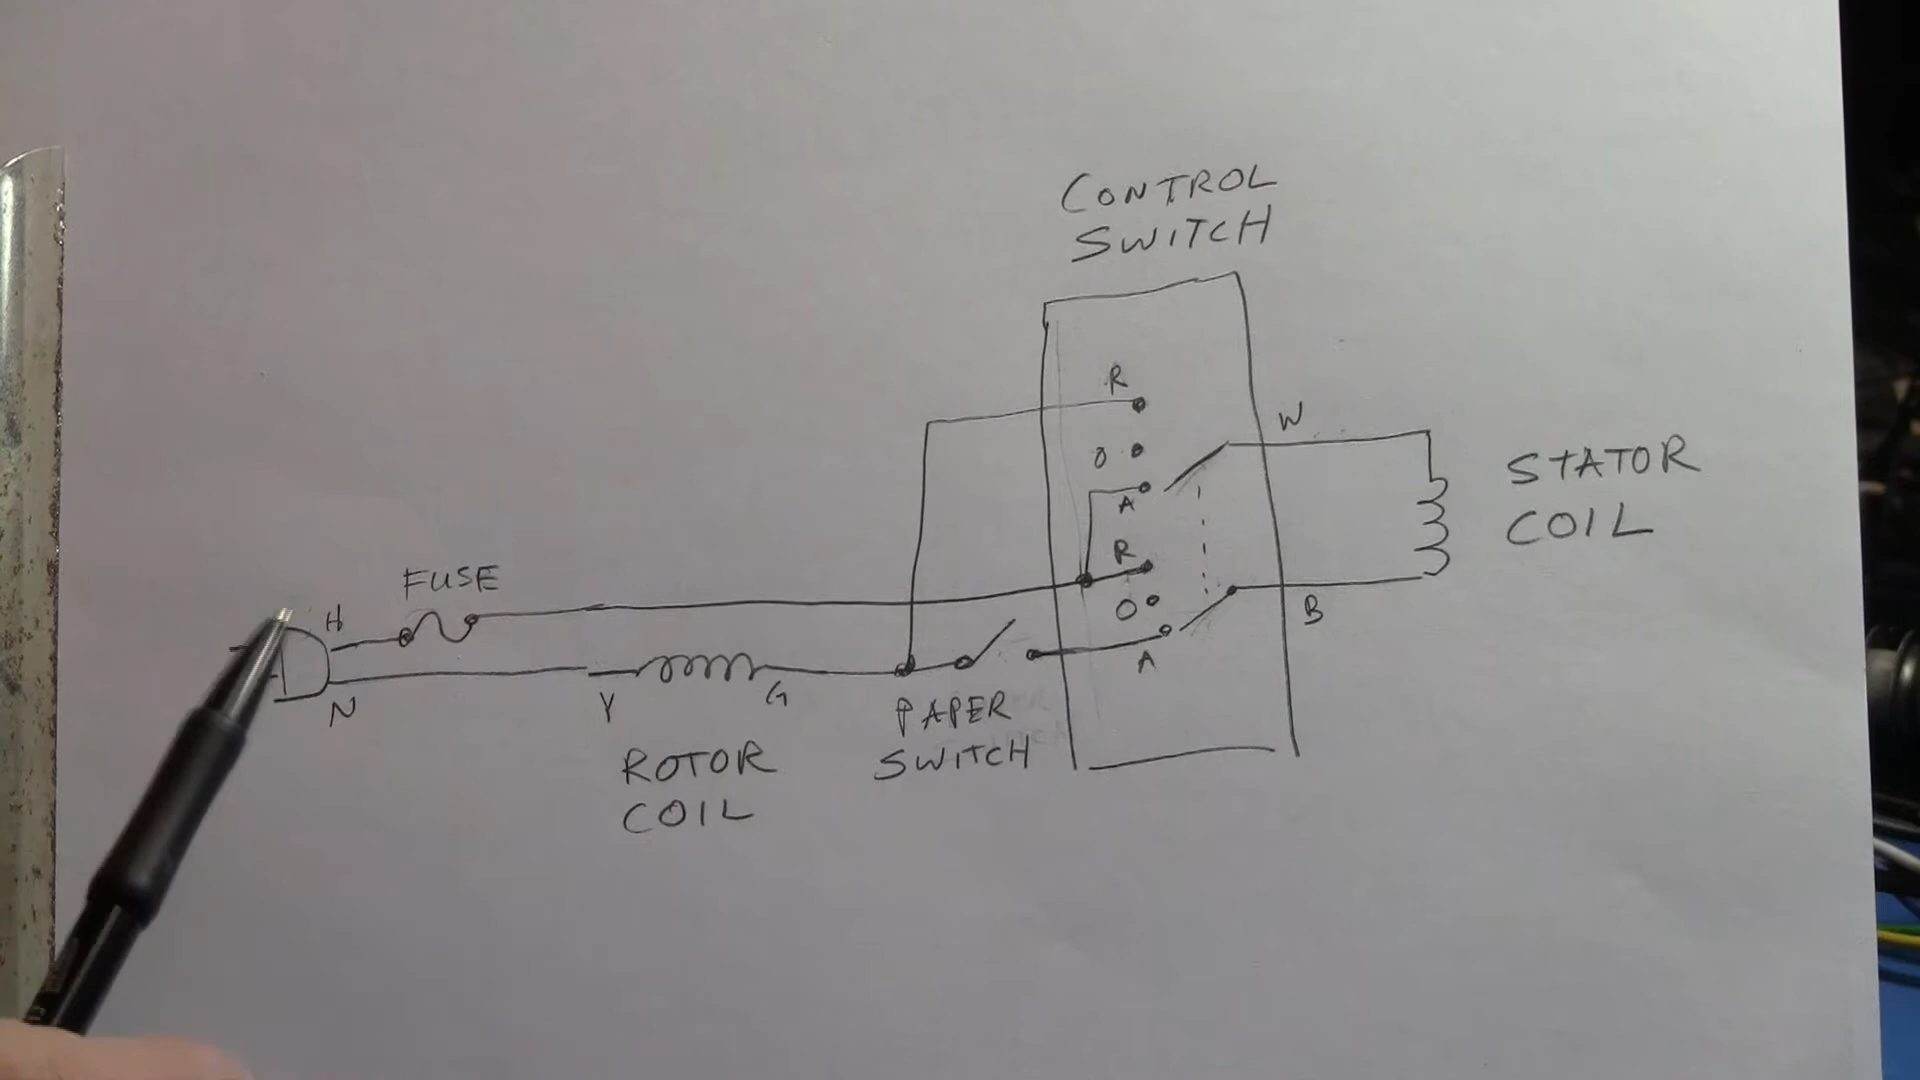 CONTROL
SWITCH
R
O
A
R
O
A
W
B
STATOR
COIL
FUSE
H
N
Y
G
ROTOR
COIL
PAPER
SWITCH